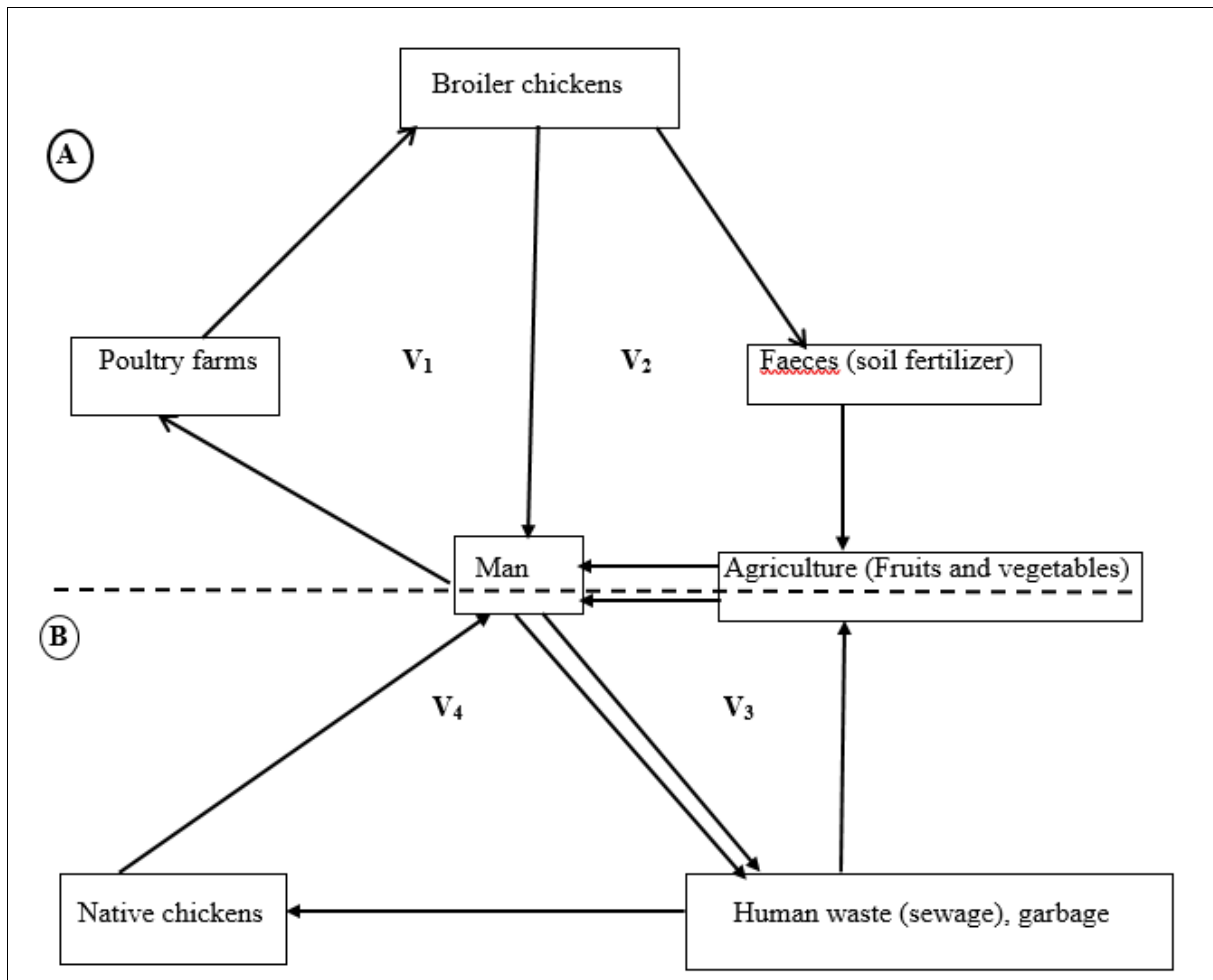 Broiler chickens
A
Poultry farms
V₁
V₂
Faeces (soil fertilizer)
Man
Agriculture (Fruits and vegetables)
B
V₄
V₃
Native chickens
Human waste (sewage), garbage